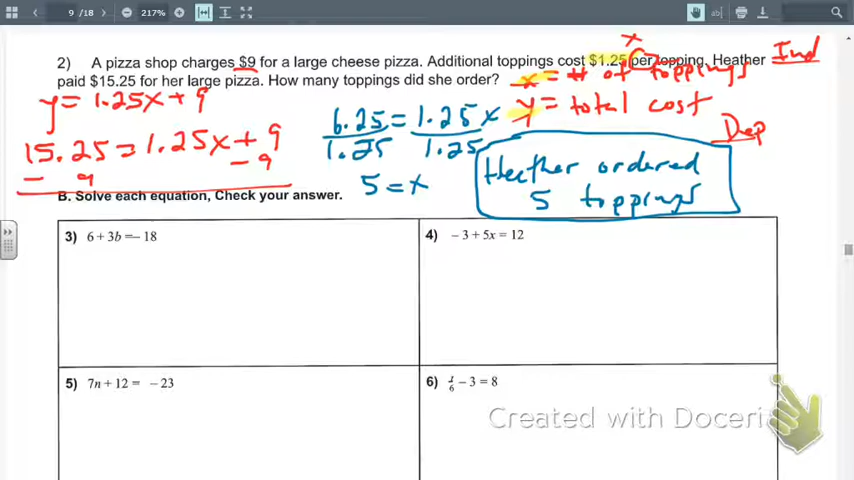 9 / 18
217%
2) A pizza shop charges $9 for a large cheese pizza. Additional toppings cost $1.25 per topping. Heather
paid $15.25 for her large pizza. How many toppings did she order?
x
x = # of toppings
Ind
y = total cost
Dep
y = 1.25x + 9
15.25 = 1.25x + 9
- 9 - 9
6.25 = 1.25x
1.25 1.25
5 = x
Heather ordered
5 toppings
B. Solve each equation, Check your answer.
3) 6 + 3b = – 18
4) – 3 + 5x = 12
5) 7n + 12 = – 23
6) – 3 = 8
Created with Doceri